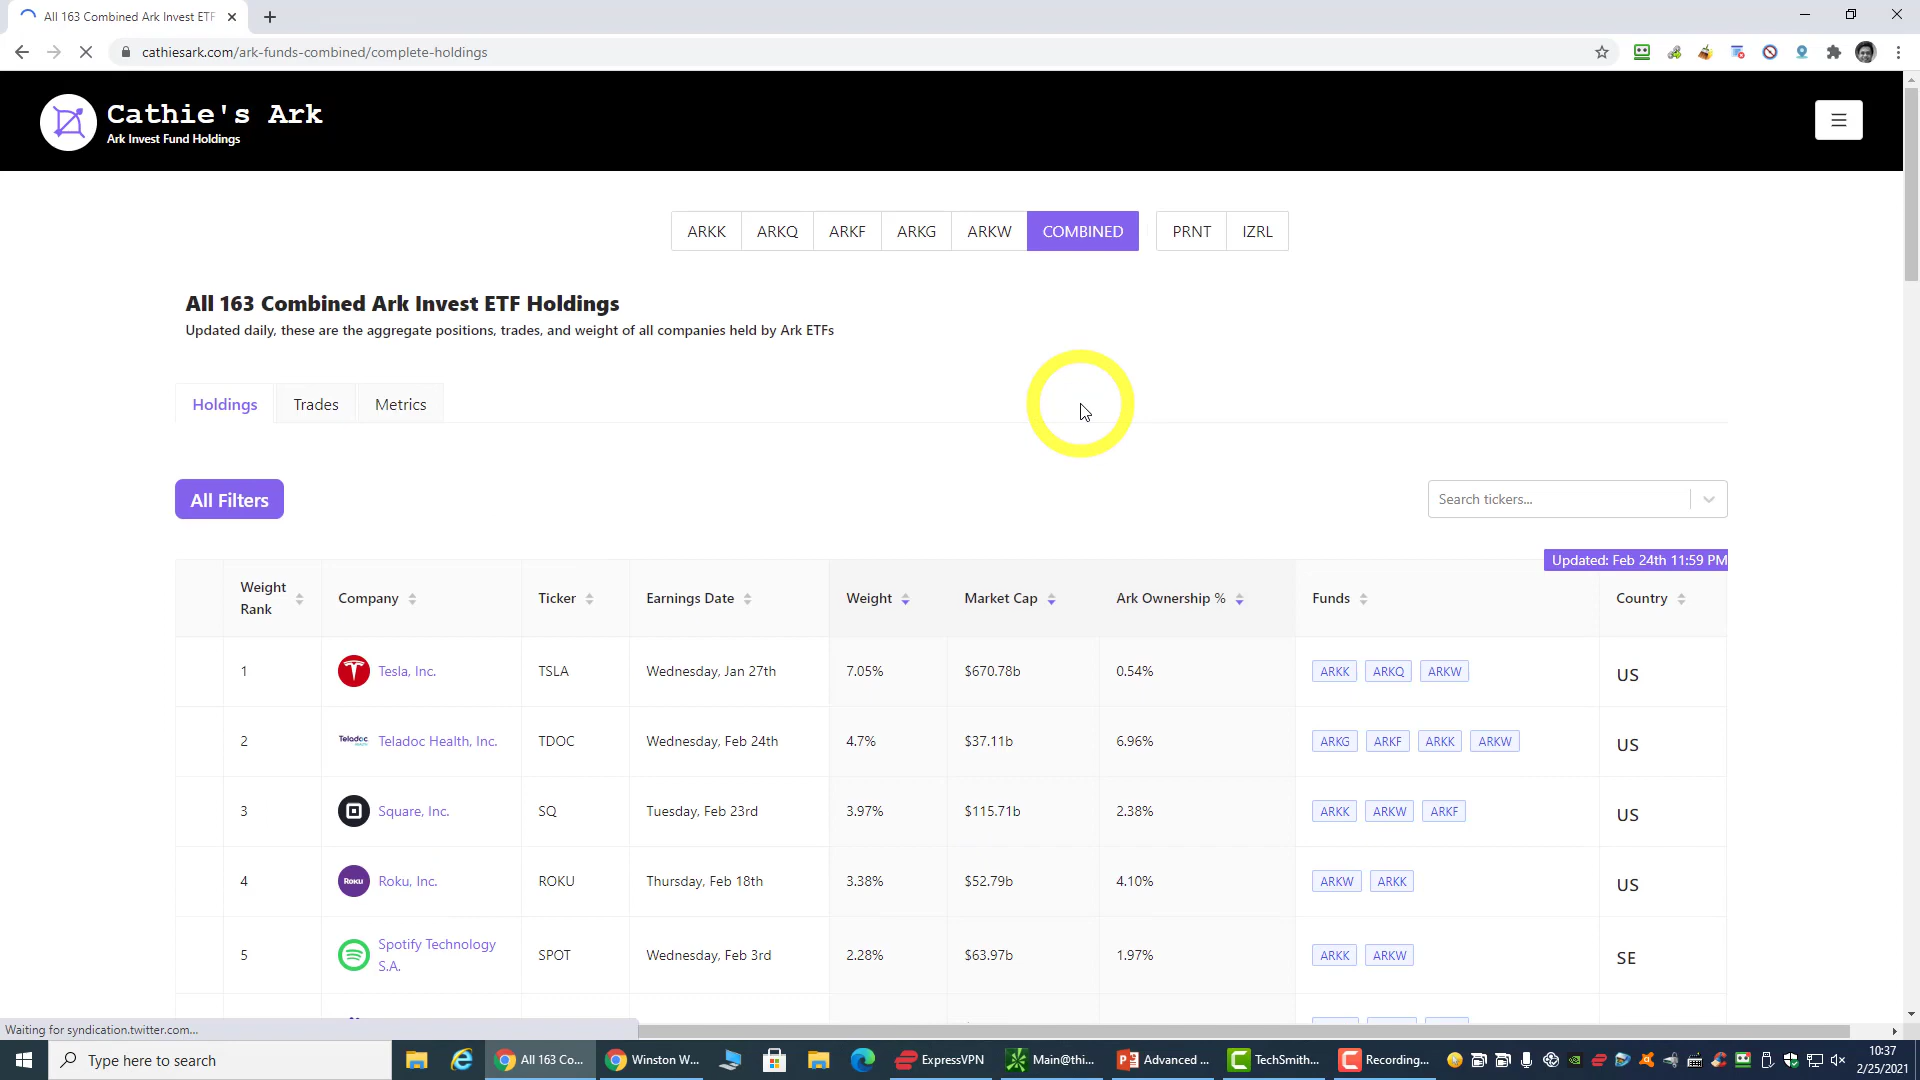 All 163 Combined Ark Invest ETF
cathiesark.com/ark-funds-combined/complete-holdings
Cathie's Ark
Ark Invest Fund Holdings
ARKK ARKQ ARKF ARKG ARKW COMBINED PRNT IZRL
All 163 Combined Ark Invest ETF Holdings
Updated daily, these are the aggregate positions, trades, and weight of all companies held by Ark ETFs
Holdings Trades Metrics
All Filters Search tickers...
Updated: Feb 24th 11:59 PM
Weight Rank Company Ticker Earnings Date Weight Market Cap Ark Ownership % Funds Country
1 Tesla, Inc. TSLA Wednesday, Jan 27th 7.05% $670.78b 0.54% ARKK ARKQ ARKW US
2 Teladoc Teladoc Health, Inc. TDOC Wednesday, Feb 24th 4.7% $37.11b 6.96% ARKG ARKF ARKK ARKW US
3 Square, Inc. SQ Tuesday, Feb 23rd 3.97% $115.71b 2.38% ARKK ARKW ARKF US
4 Roku Roku, Inc. ROKU Thursday, Feb 18th 3.38% $52.79b 4.10% ARKW ARKK US
5 Spotify Technology S.A. SPOT Wednesday, Feb 3rd 2.28% $63.97b 1.97% ARKK ARKW SE
Waiting for syndication.twitter.com...
Type here to search All 163 Co... Winston W... ExpressVPN Main@thi... Advanced ... TechSmith... Recording... 10:37
2/25/2021